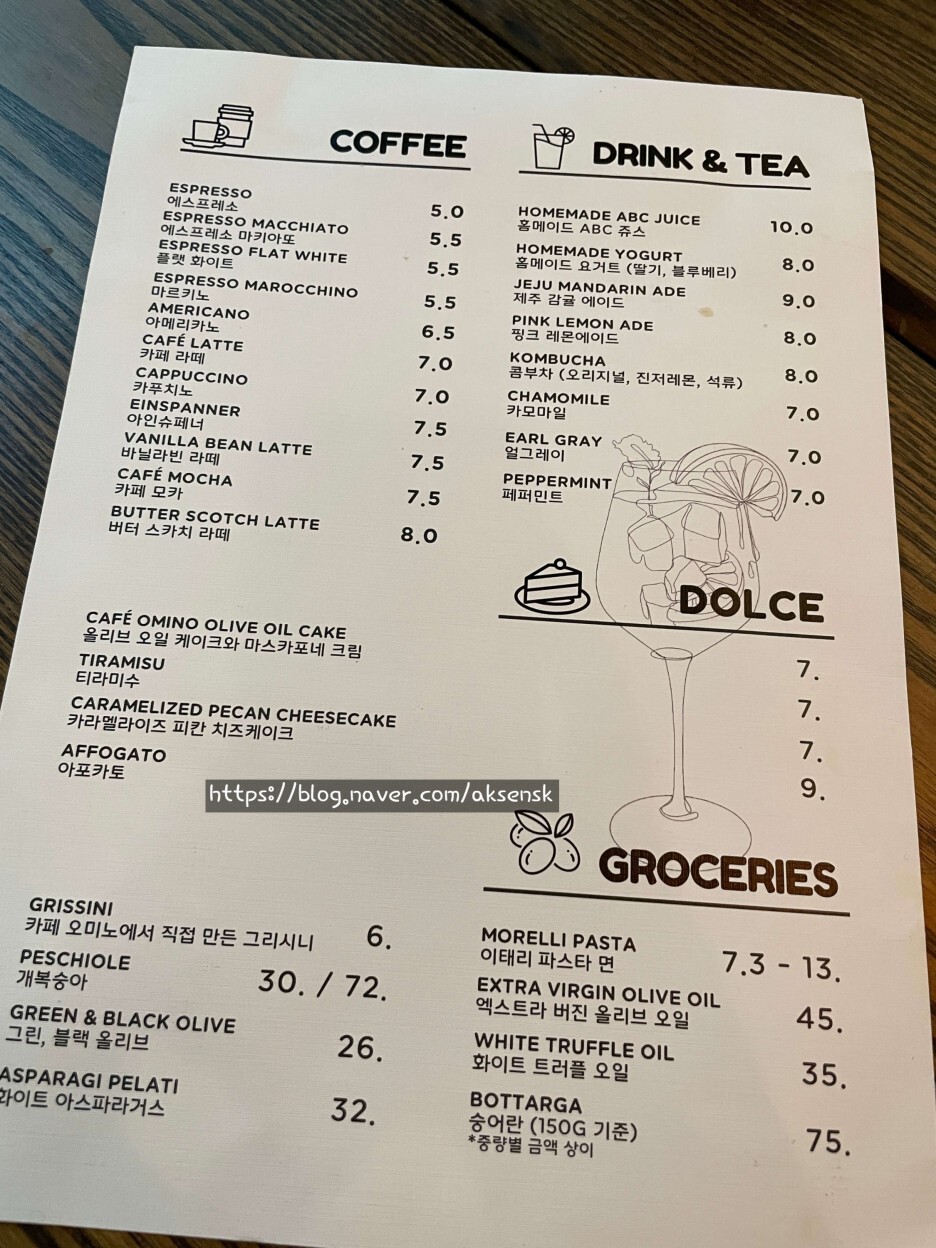 COFFEE
ESPRESSO
에스프레소
5.0
ESPRESSO MACCHIATO
에스프레소 마키아또
5.5
ESPRESSO FLAT WHITE
플랫 화이트
5.5
ESPRESSO MAROCCHINO
마르키노
5.5
AMERICANO
아메리카노
6.5
CAFÉ LATTE
카페 라떼
7.0
CAPPUCCINO
카푸치노
7.0
EINSPANNER
아인슈페너
7.5
VANILLA BEAN LATTE
바닐라빈 라떼
7.5
CAFÉ MOCHA
카페 모카
7.5
BUTTER SCOTCH LATTE
버터 스카치 라떼
8.0
DRINK & TEA
HOMEMADE ABC JUICE
홈메이드 ABC 쥬스
10.0
HOMEMADE YOGURT
홈메이드 요거트 (딸기, 블루베리)
8.0
JEJU MANDARIN ADE
제주 감귤 에이드
9.0
PINK LEMON ADE
핑크 레몬에이드
8.0
KOMBUCHA
콤부차 (오리지널, 진저레몬, 석류)
8.0
CHAMOMILE
카모마일
7.0
EARL GRAY
얼그레이
7.0
PEPPERMINT
페퍼민트
7.0
DOLCE
CAFÉ OMINO OLIVE OIL CAKE
올리브 오일 케이크와 마스카포네 크림
7.
TIRAMISU
티라미수
7.
CARAMELIZED PECAN CHEESECAKE
카라멜라이즈 피칸 치즈케이크
7.
AFFOGATO
아포카토
9.
https://blog.naver.com/aksensk
GROCERIES
GRISSINI
카페 오미노에서 직접 만든 그리시니
6.
PESCHIOLE
개복숭아
30. / 72.
GREEN & BLACK OLIVE
그린, 블랙 올리브
26.
ASPARAGI PELATI
화이트 아스파라거스
32.
MORELLI PASTA
이태리 파스타 면
7.3 - 13.
EXTRA VIRGIN OLIVE OIL
엑스트라 버진 올리브 오일
45.
WHITE TRUFFLE OIL
화이트 트러플 오일
35.
BOTTARGA
숭어란 (150G 기준)
*중량별 금액 상이
75.